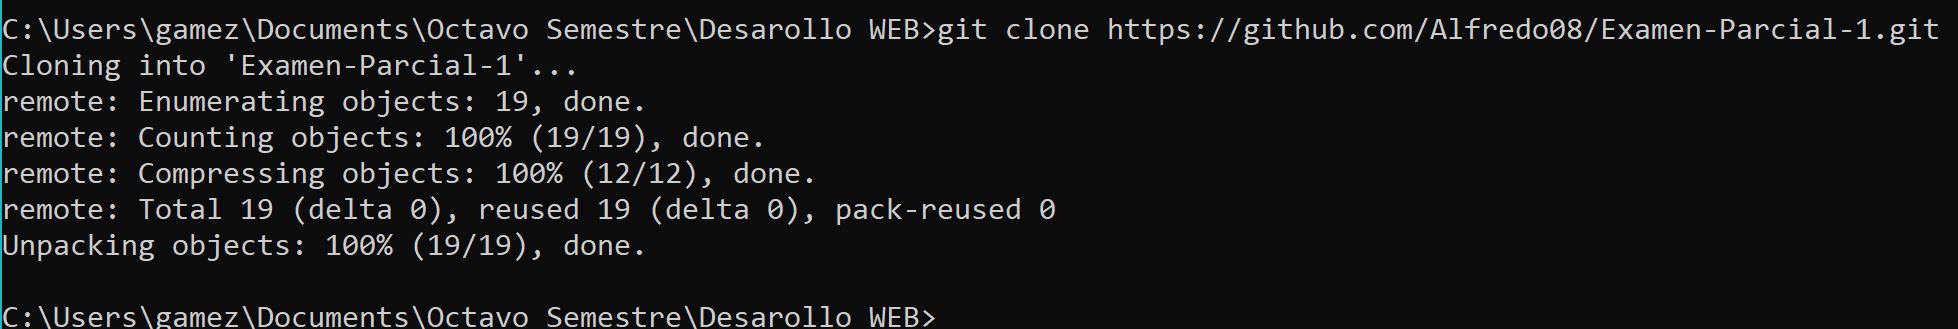 C:\Users\gamez\Documents\Octavo Semestre\Desarollo WEB>git clone https://github.com/Alfredo08/Examen-Parcial-1.git
Cloning into 'Examen-Parcial-1'...
remote: Enumerating objects: 19, done.
remote: Counting objects: 100% (19/19), done.
remote: Compressing objects: 100% (12/12), done.
remote: Total 19 (delta 0), reused 19 (delta 0), pack-reused 0
Unpacking objects: 100% (19/19), done.
C:\Users\gamez\Documents\Octavo Semestre\Desarollo WEB>